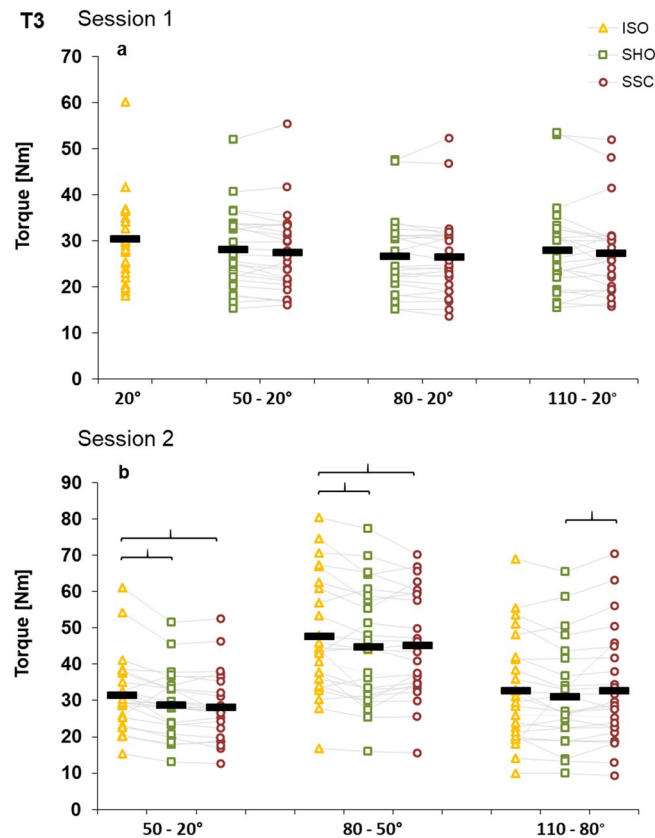 T3 Session 1
a
ISO
SHO
SSC
Torque [Nm]
70
60
50
40
30
20
10
0
20° 50 - 20° 80 - 20° 110 - 20°
Session 2
b
Torque [Nm]
90
80
70
60
50
40
30
20
10
0
50 - 20° 80 - 50° 110 - 80°